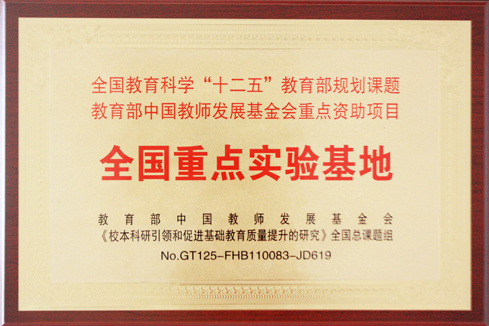 全国教育科学“十二五”教育部规划课题
教育部中国教师发展基金会重点资助项目
全国重点实验基地
教育部中国教师发展基金会
《校本科研引领和促进基础教育质量提升的研究》全国总课题组
No.GT125-FHB110083-JD619